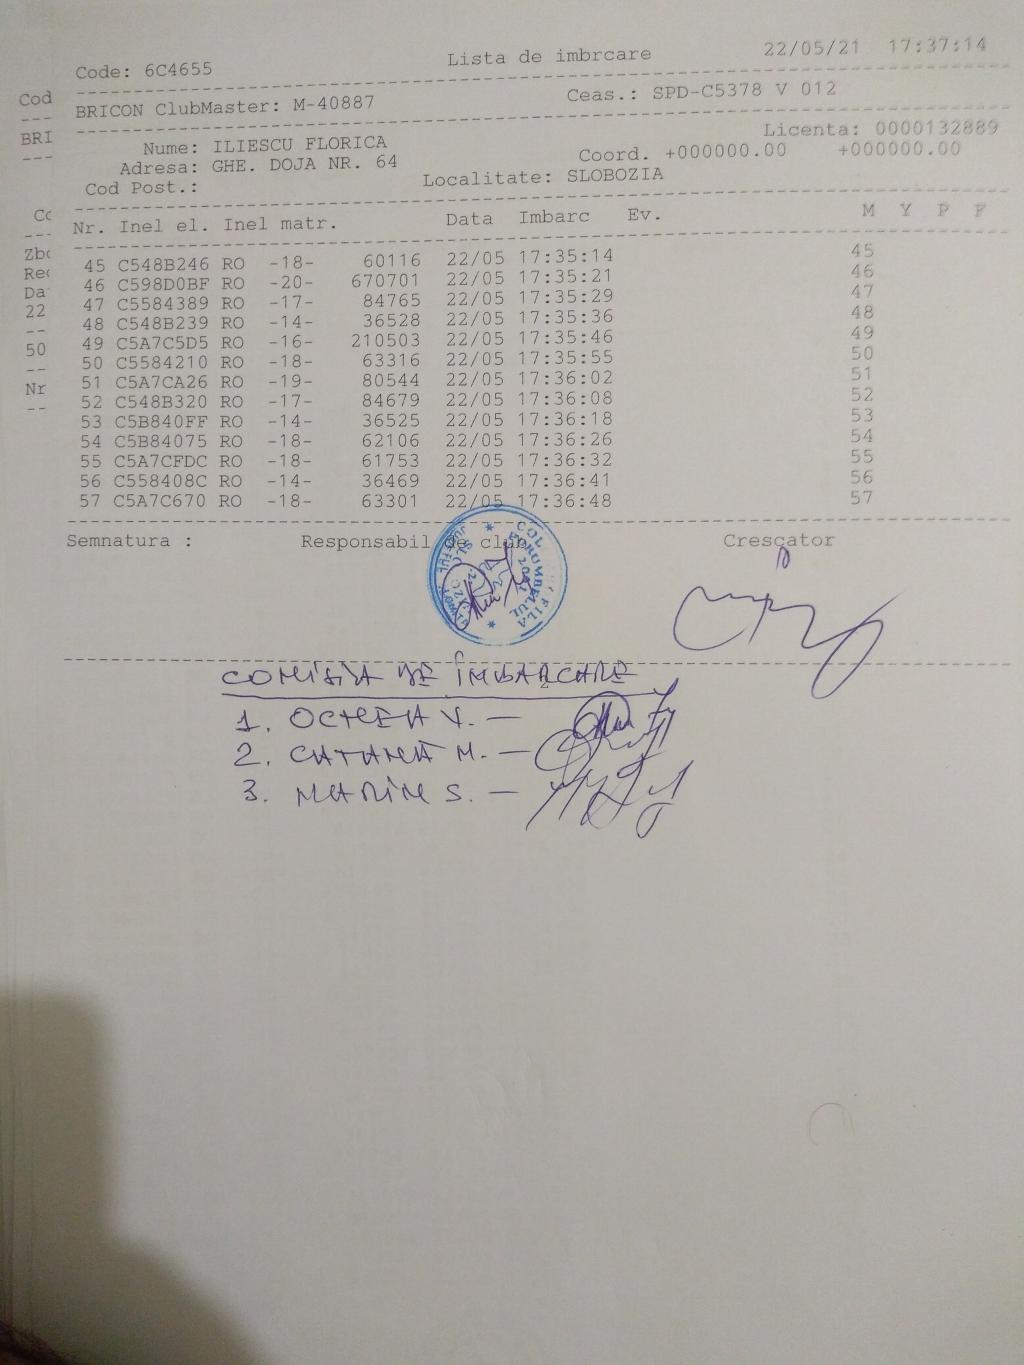 Code: 6C4655 Lista de imbrcare 22/05/21 17:37:14
BRICON ClubMaster: M-40887 Ceas.: SPD-C5378 V 012
Licenta: 0000132889
Nume: ILIESCU FLORICA
Adresa: GHE. DOJA NR. 64 Coord. +000000.00 +000000.00
Cod Post.: Localitate: SLOBOZIA
Nr. Inel el. Inel matr. Data Imbarc Ev. M Y P F
45 C548B246 RO -18- 60116 22/05 17:35:14 45
46 C598D0BF RO -20- 670701 22/05 17:35:21 46
47 C5584389 RO -17- 84765 22/05 17:35:29 47
48 C548B239 RO -14- 36528 22/05 17:35:36 48
49 C5A7C5D5 RO -16- 210503 22/05 17:35:46 49
50 C5584210 RO -18- 63316 22/05 17:35:55 50
51 C5A7CA26 RO -19- 80544 22/05 17:36:02 51
52 C548B320 RO -17- 84679 22/05 17:36:08 52
53 C5B840FF RO -14- 36525 22/05 17:36:18 53
54 C5B84075 RO -18- 62106 22/05 17:36:26 54
55 C5A7CFDC RO -18- 61753 22/05 17:36:32 55
56 C558408C RO -14- 36469 22/05 17:36:41 56
57 C5A7C670 RO -18- 63301 22/05 17:36:48 57
Semnatura : Responsabil de club Crescator
COMISIA DE ÎMBARCARE
1. OCHEA V. —
2. CATANĂ M. —
3. MARIN S. —
Cod
BRI
Zbo
Rec
Da
22
50
Nr